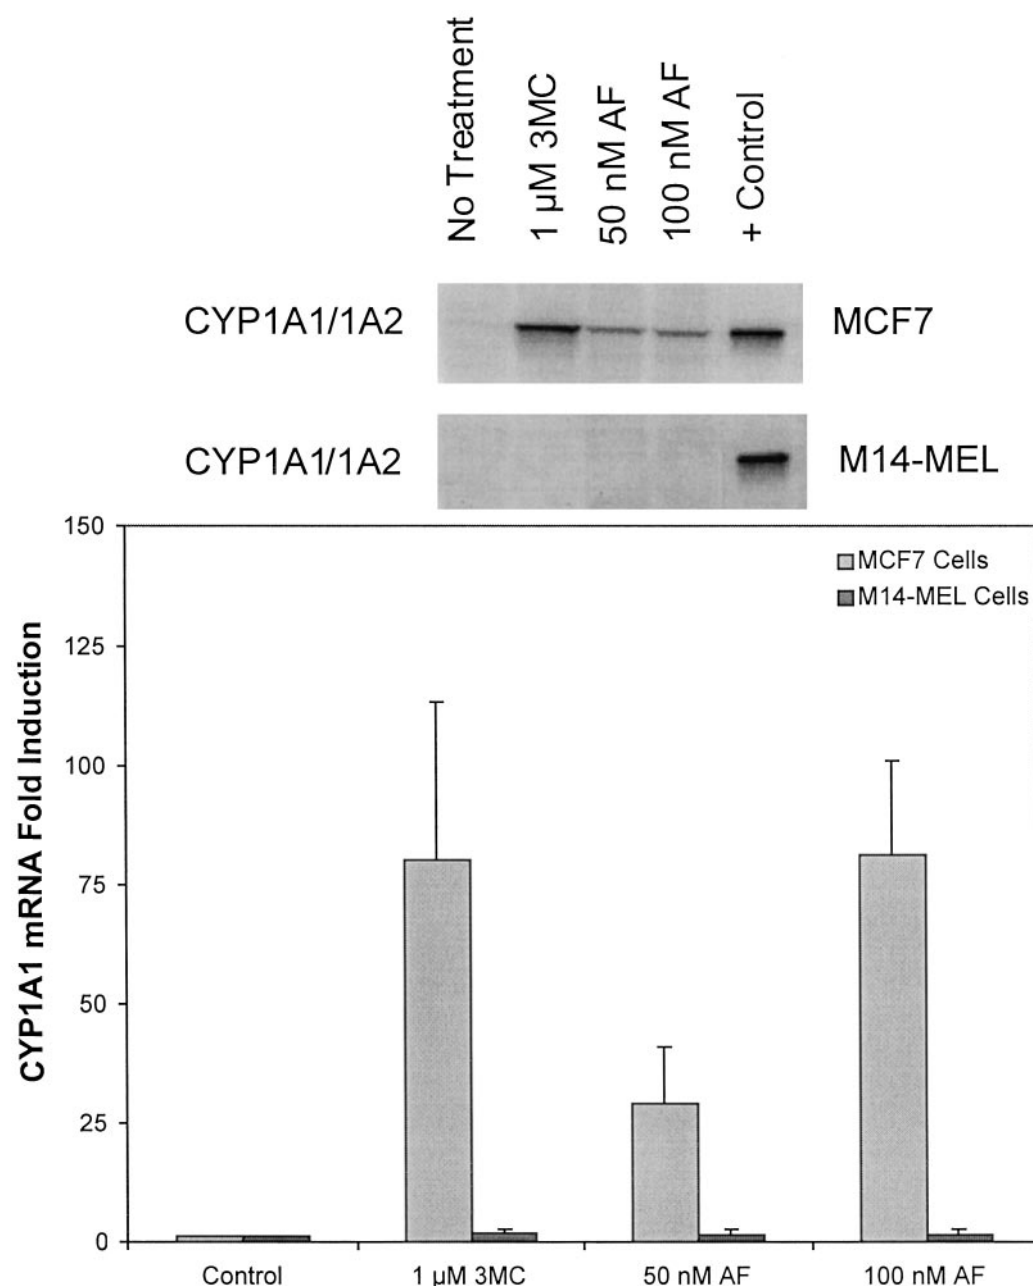 No Treatment
1 µM 3MC
50 nM AF
100 nM AF
+ Control
CYP1A1/1A2
MCF7
CYP1A1/1A2
M14-MEL
150
125
100
75
50
25
0
CYP1A1 mRNA Fold Induction
MCF7 Cells
M14-MEL Cells
Control
1 µM 3MC
50 nM AF
100 nM AF